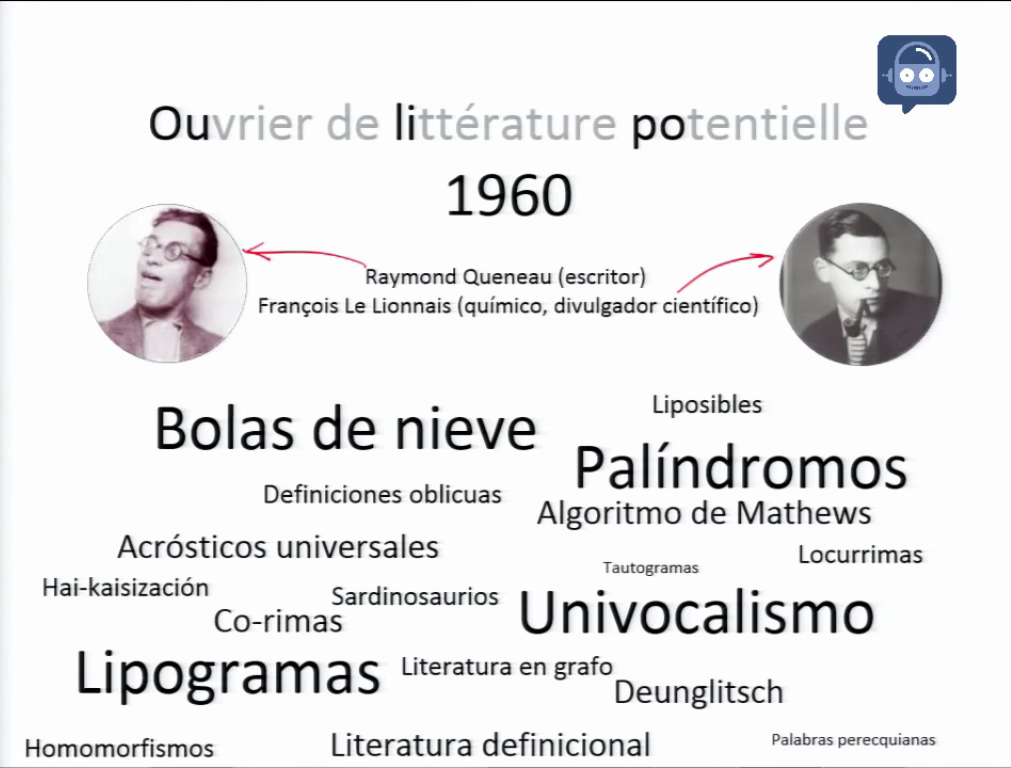 Ouvrier de littérature potentielle
1960
Raymond Queneau (escritor)
François Le Lionnais (químico, divulgador científico)
Liposibles
Bolas de nieve
Palíndromos
Definiciones oblicuas
Algoritmo de Mathews
Acrósticos universales
Locurrimas
Tautogramas
Hai-kaisización
Sardinosaurios
Univocalismo
Co-rimas
Lipogramas
Literatura en grafo
Deunglitsch
Homomorfismos
Literatura definicional
Palabras perecquianas